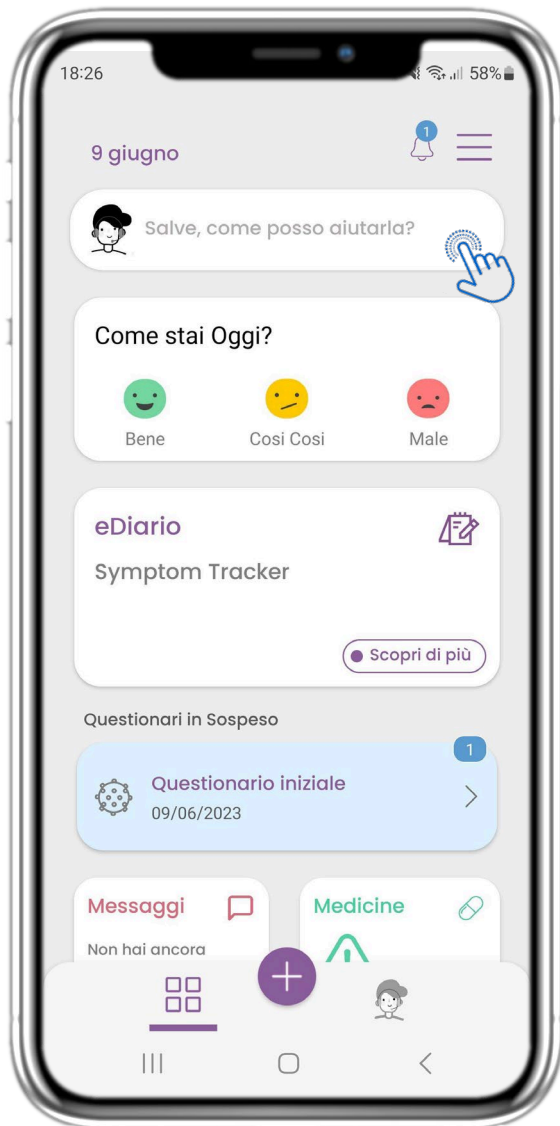 18:26
58%
9 giugno
1
Salve, come posso aiutarla?
Come stai Oggi?
Bene
Cosi Cosi
Male
eDiario
Symptom Tracker
Scopri di più
Questionari in Sospeso
1
Questionario iniziale
09/06/2023
Messaggi
Medicine
Non hai ancora